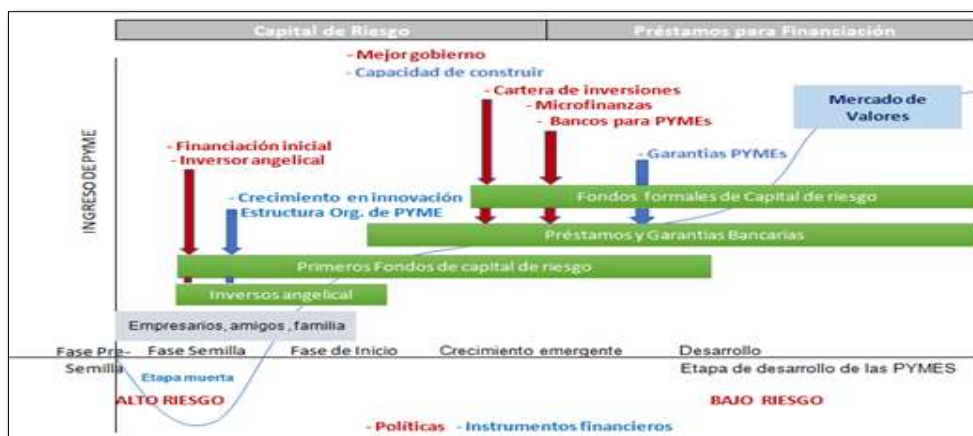 Capital de Riesgo
Préstamos para Financiación
- Mejor gobierno
- Capacidad de construir
- Cartera de inversiones
- Microfinanzas
- Bancos para PYMEs
Mercado de
Valores
INGRESO DE PYME
- Financiación inicial
- Inversor angelical
- Garantias PYMEs
- Crecimiento en innovación
Estructura Org. de PYME
Fondos formales de Capital de riesgo
Préstamos y Garantias Bancarias
Primeros Fondos de capital de riesgo
Inversos angelical
Empresarios, amigos , familia
Fase Pre-
Semilla
Fase Semilla
Fase de Inicio
Crecimiento emergente
Desarrollo
Etapa de desarrollo de las PYMES
Etapa muerta
ALTO RIESGO
BAJO RIESGO
- Políticas
- Instrumentos financieros